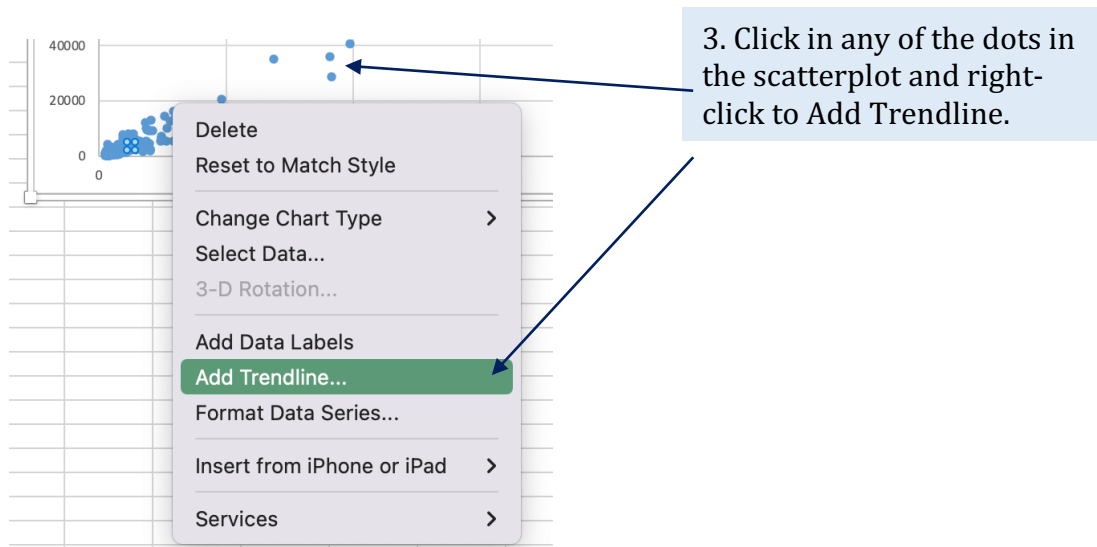 40000
20000
0
0
3. Click in any of the dots in
the scatterplot and right-
click to Add Trendline.
Delete
Reset to Match Style
Change Chart Type
Select Data...
3-D Rotation...
Add Data Labels
Add Trendline...
Format Data Series...
Insert from iPhone or iPad
Services